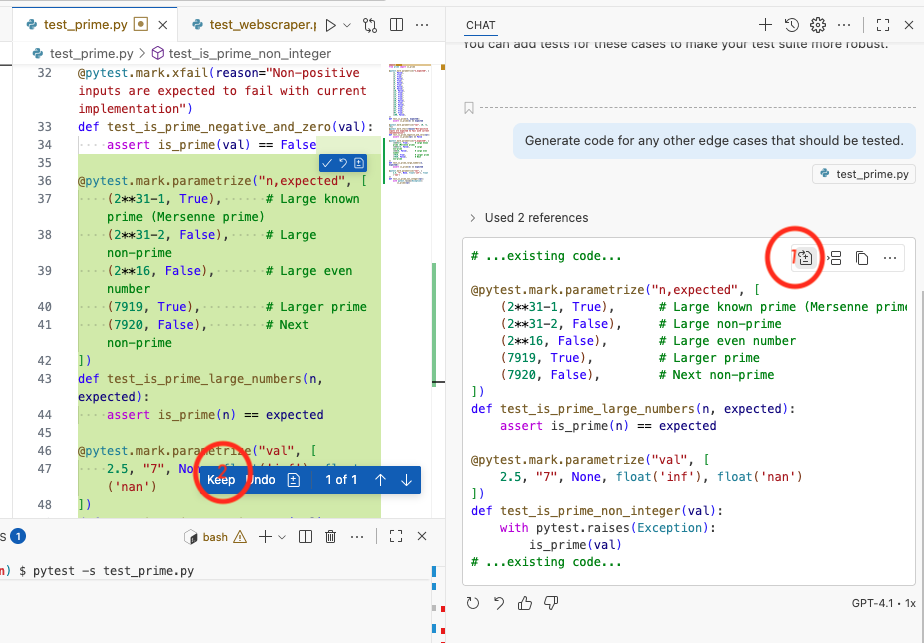 test_prime.py
test_webscraper.p
CHAT
test_prime.py > test_is_prime_non_integer
32 @pytest.mark.xfail(reason="Non-positive
inputs are expected to fail with current
implementation")
33 def test_is_prime_negative_and_zero(val):
34 assert is_prime(val) == False
35
36 @pytest.mark.parametrize("n,expected", [
37 (2**31-1, True), # Large known
prime (Mersenne prime)
38 (2**31-2, False), # Large
non-prime
39 (2**16, False), # Large even
number
40 (7919, True), # Larger prime
41 (7920, False), # Next
non-prime
42 ])
43 def test_is_prime_large_numbers(n,
expected):
44 assert is_prime(n) == expected
45
46 @pytest.mark.parametrize("val", [
47 2.5, "7",
('nan')
48 ])
2
Keep Undo 1 of 1
s 1
bash
n) $ pytest -s test_prime.py
You can add tests for these cases to make your test suite more robust.
Generate code for any other edge cases that should be tested.
test_prime.py
> Used 2 references
1
# ...existing code...
@pytest.mark.parametrize("n,expected", [
(2**31-1, True), # Large known prime (Mersenne prime
(2**31-2, False), # Large non-prime
(2**16, False), # Large even number
(7919, True), # Larger prime
(7920, False), # Next non-prime
])
def test_is_prime_large_numbers(n, expected):
assert is_prime(n) == expected
@pytest.mark.parametrize("val", [
2.5, "7", None, float('inf'), float('nan')
])
def test_is_prime_non_integer(val):
with pytest.raises(Exception):
is_prime(val)
# ...existing code...
GPT-4.1 • 1x